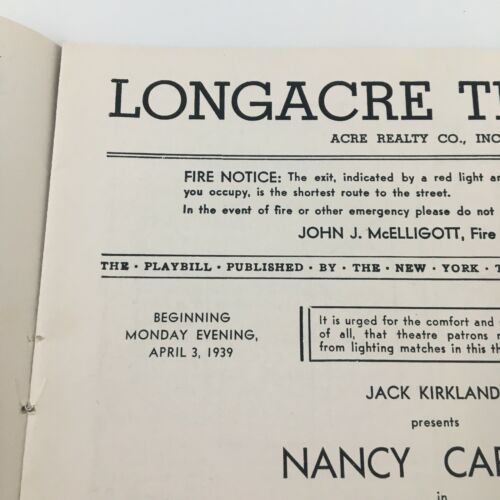 LONGACRE
ACRE REALTY CO., INC
FIRE NOTICE: The exit, indicated by a red light
you occupy, is the shortest route to the street.
In the event of fire or other emergency please do not
JOHN J. McELLIGOTT, Fire
THE · PLAYBILL · PUBLISHED · BY · THE · NEW · YORK ·
BEGINNING
MONDAY EVENING,
APRIL 3, 1939
It is urged for the comfort and
of all, that theatre patrons
from lighting matches in this
JACK KIRKLAND
presents
NANCY
in